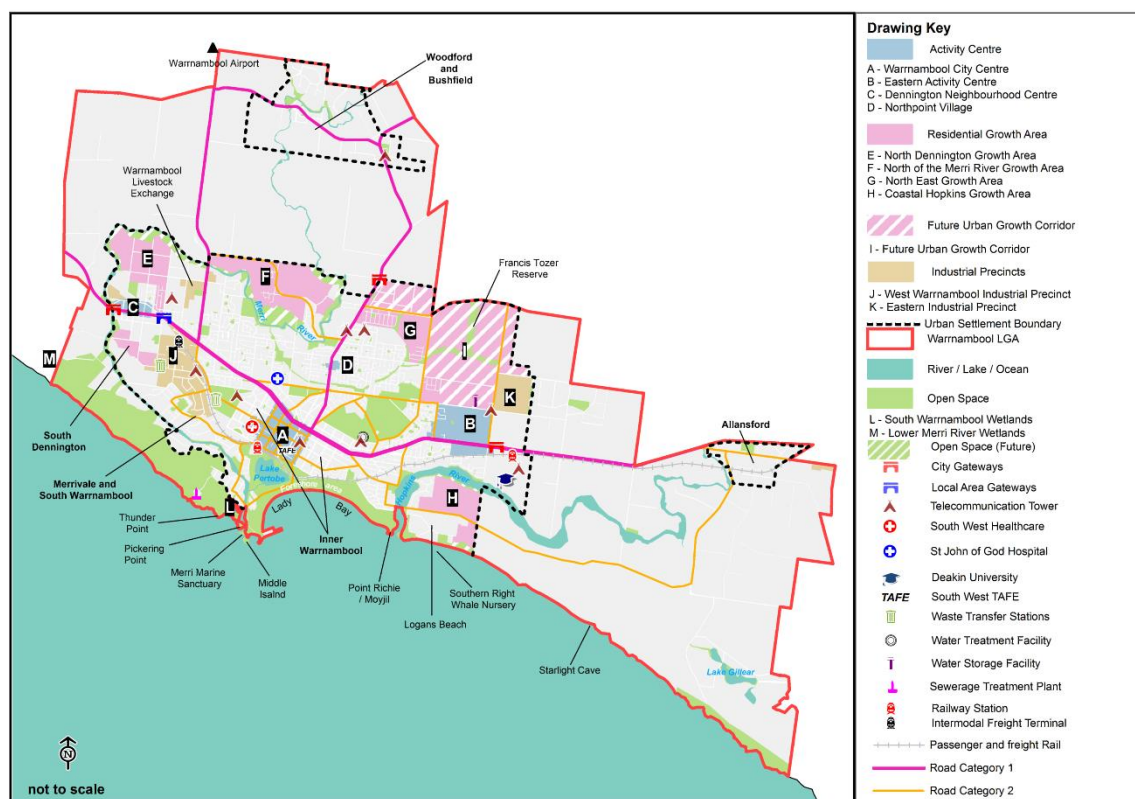 Warrnambool Airport
Woodford
and
Bushfield
Warrnambool
Livestock
Exchange
Francis Tozer
Reserve
E
F
C
G
Merri
River
M
J
D
I
K
B
A
TAFE
Allansford
South
Dennington
Lake
Pertobe
Hopkins
River
H
Merrivale and
South Warrnambool
L
Lady
Bay
Thunder
Point
Inner
Warrnambool
Pickering
Point
Merri Marine
Sanctuary
Middle
Isalnd
Point Richie
/ Moyjil
Southern Right
Whale Nursery
Logans Beach
Starlight Cave
Lake Gillear
N
not to scale
Drawing Key
Activity Centre
A - Warrnambool City Centre
B - Eastern Activity Centre
C - Dennington Neighbourhood Centre
D - Northpoint Village
Residential Growth Area
E - North Dennington Growth Area
F - North of the Merri River Growth Area
G - North East Growth Area
H - Coastal Hopkins Growth Area
Future Urban Growth Corridor
I - Future Urban Growth Corridor
Industrial Precincts
J - West Warrnambool Industrial Precinct
K - Eastern Industrial Precinct
Urban Settlement Boundary
Warrnambool LGA
River / Lake / Ocean
Open Space
L - South Warrnambool Wetlands
M - Lower Merri River Wetlands
Open Space (Future)
City Gateways
Local Area Gateways
Telecommunication Tower
South West Healthcare
St John of God Hospital
Deakin University
TAFE South West TAFE
Waste Transfer Stations
Water Treatment Facility
Water Storage Facility
Sewerage Treatment Plant
Railway Station
Intermodal Freight Terminal
Passenger and freight Rail
Road Category 1
Road Category 2